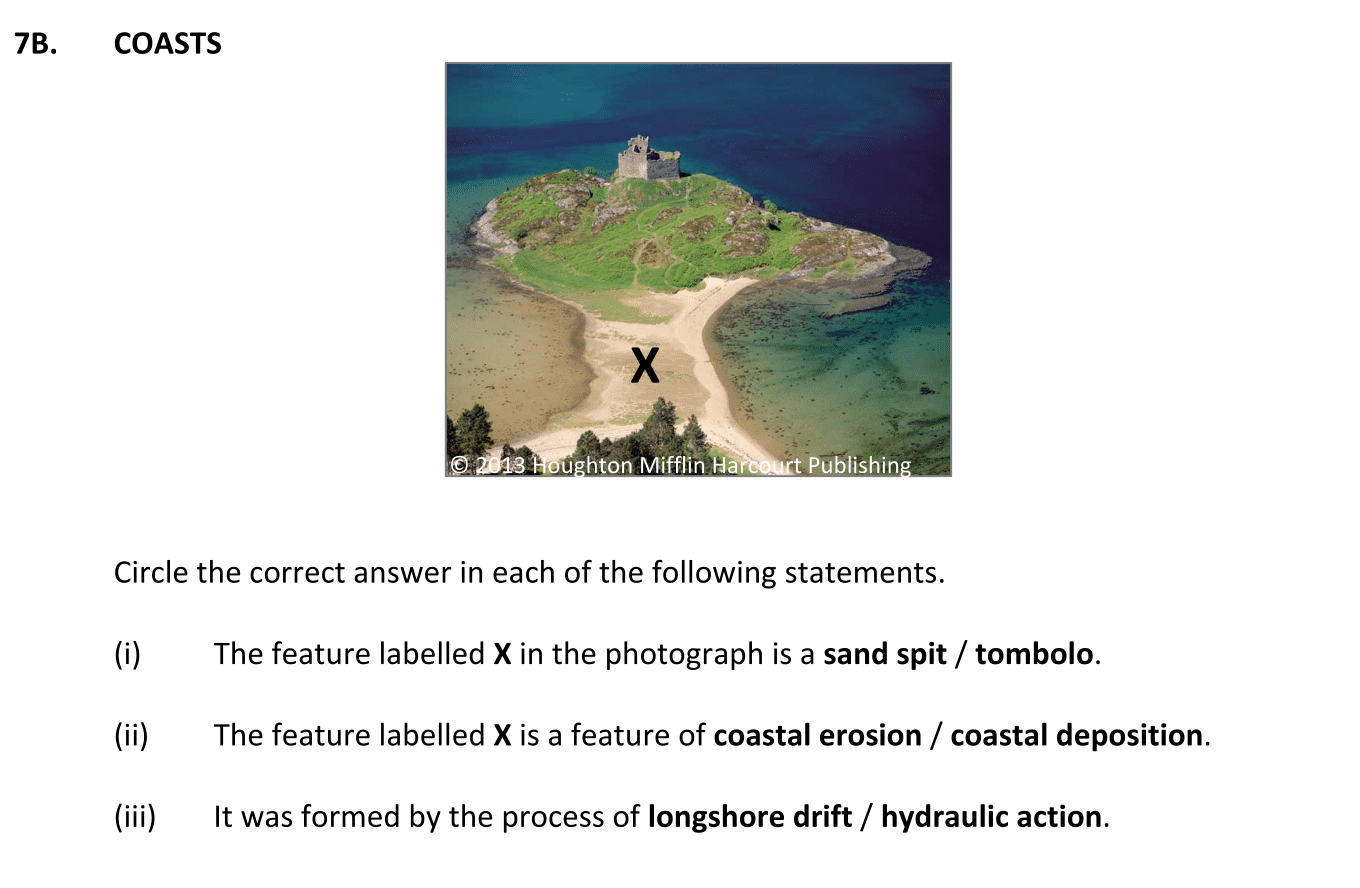 7B. COASTS
X
© 2013 Houghton Mifflin Harcourt Publishing
Circle the correct answer in each of the following statements.
(i) The feature labelled X in the photograph is a sand spit / tombolo.
(ii) The feature labelled X is a feature of coastal erosion / coastal deposition.
(iii) It was formed by the process of longshore drift / hydraulic action.